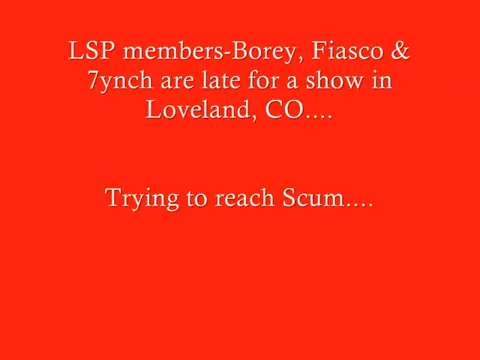 LSP members-Borey, Fiasco &
7ynch are late for a show in
Loveland, CO....
Trying to reach Scum....